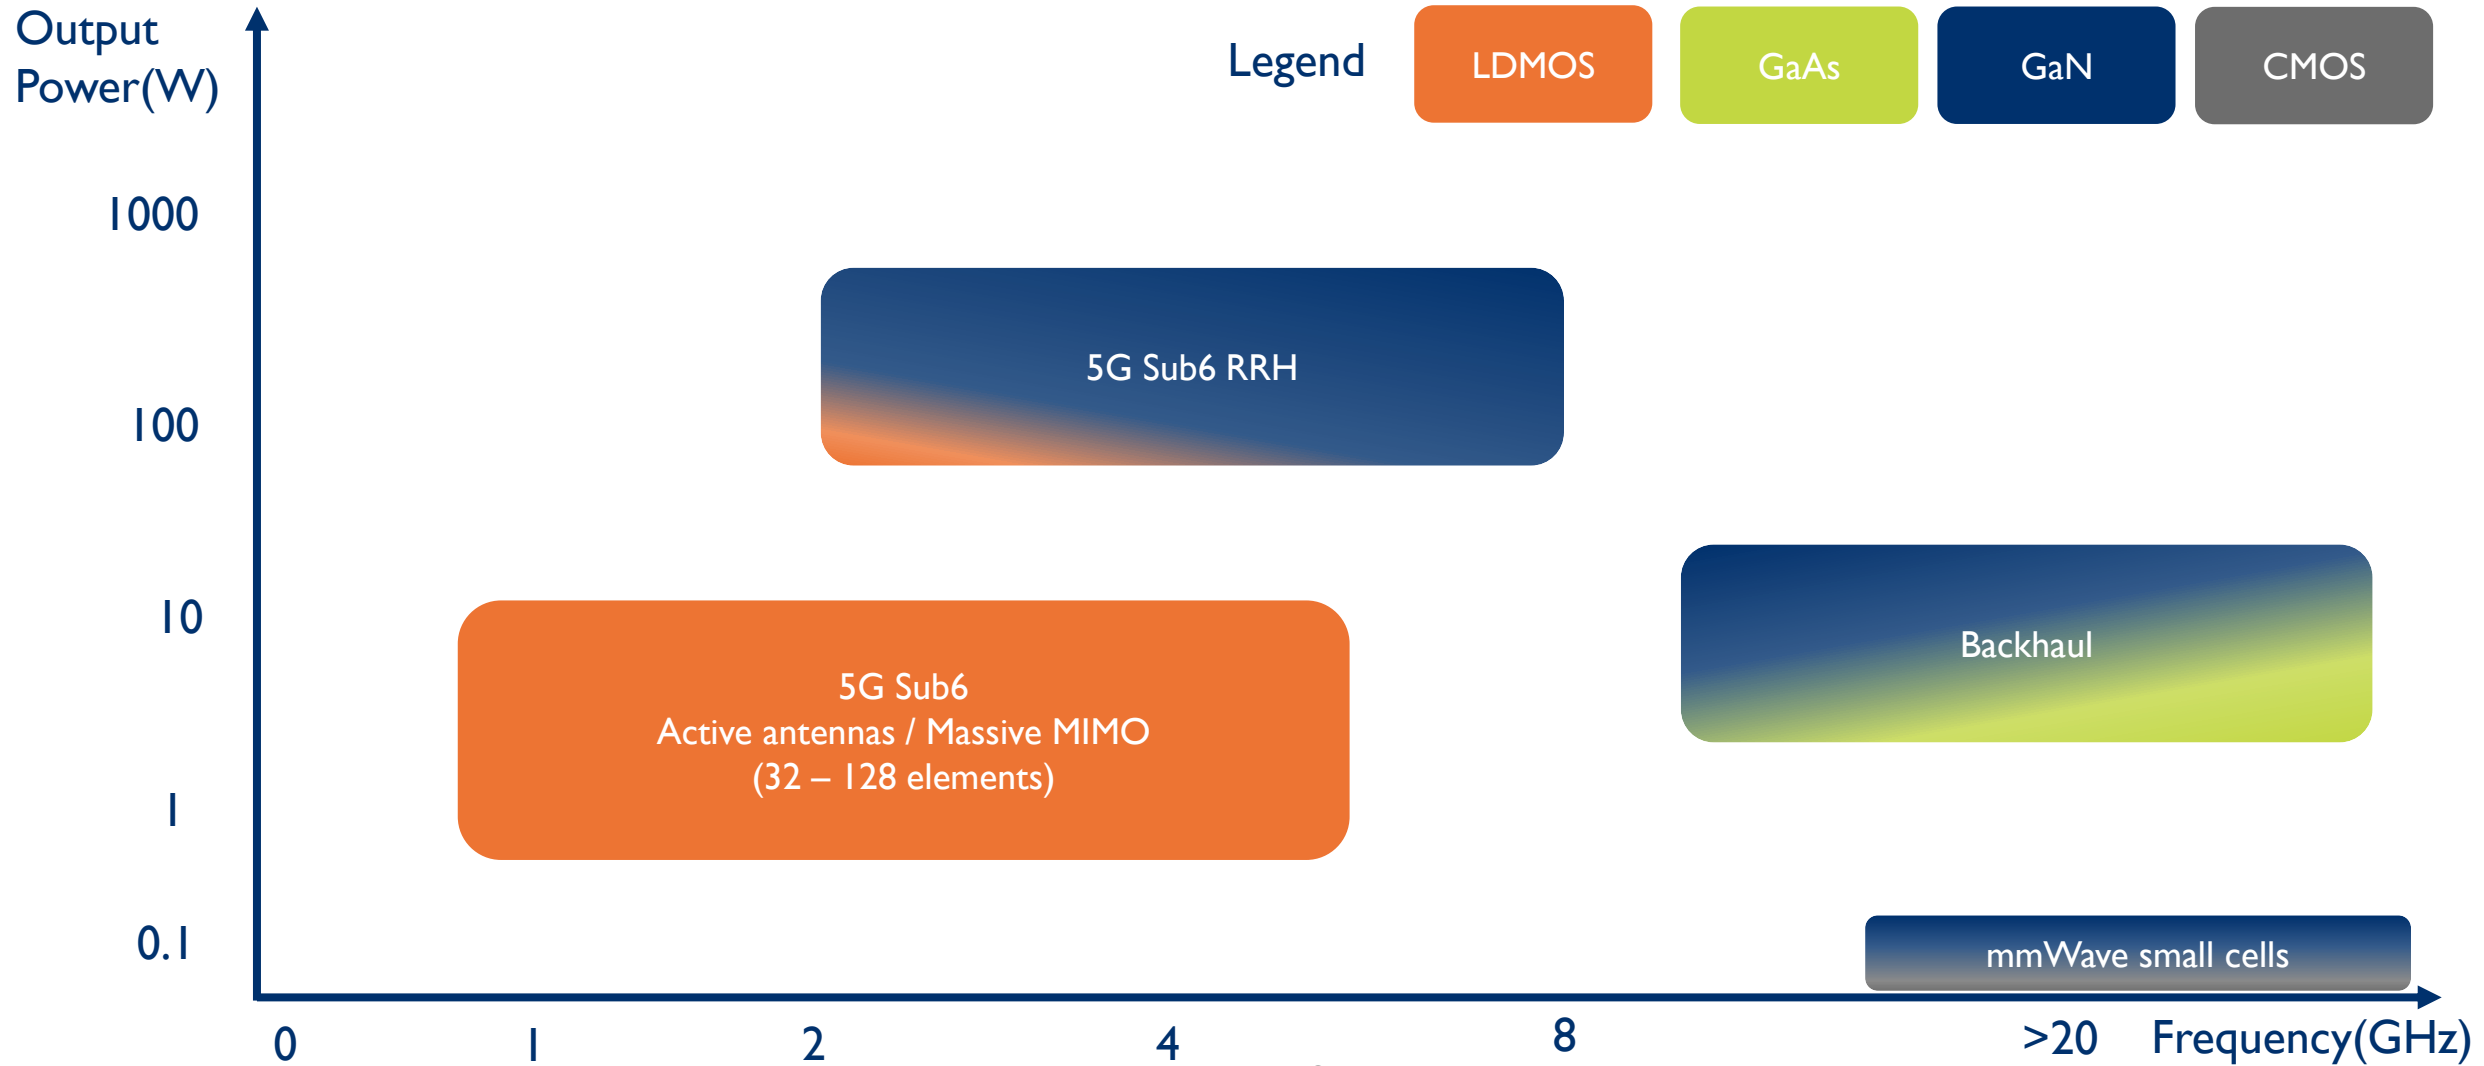 Output
Power(W)
Legend
LDMOS
GaAs
GaN
CMOS
1000
100
10
1
0.1
5G Sub6 RRH
5G Sub6
Active antennas / Massive MIMO
(32 – 128 elements)
Backhaul
mmWave small cells
0
1
2
4
8
>20
Frequency(GHz)